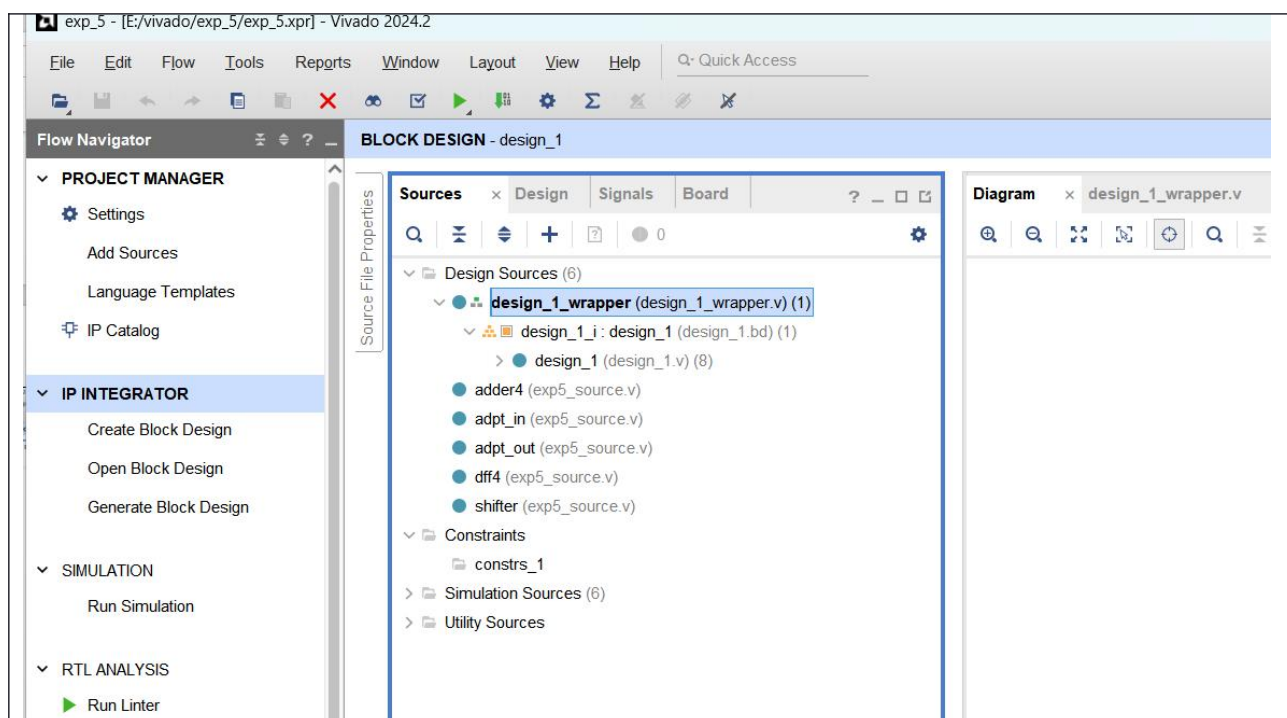 exp_5 - [E:/vivado/exp_5/exp_5.xpr] - Vivado 2024.2
File Edit Flow Tools Reports Window Layout View Help Q- Quick Access
Flow Navigator ? _
BLOCK DESIGN - design_1
PROJECT MANAGER
Settings
Add Sources
Language Templates
IP Catalog
IP INTEGRATOR
Create Block Design
Open Block Design
Generate Block Design
SIMULATION
Run Simulation
RTL ANALYSIS
Run Linter
Source File Properties
Sources × Design Signals Board ? _
0
Design Sources (6)
design_1_wrapper (design_1_wrapper.v) (1)
design_1_i : design_1 (design_1.bd) (1)
design_1 (design_1.v) (8)
adder4 (exp5_source.v)
adpt_in (exp5_source.v)
adpt_out (exp5_source.v)
dff4 (exp5_source.v)
shifter (exp5_source.v)
Constraints
constrs_1
Simulation Sources (6)
Utility Sources
Diagram × design_1_wrapper.v